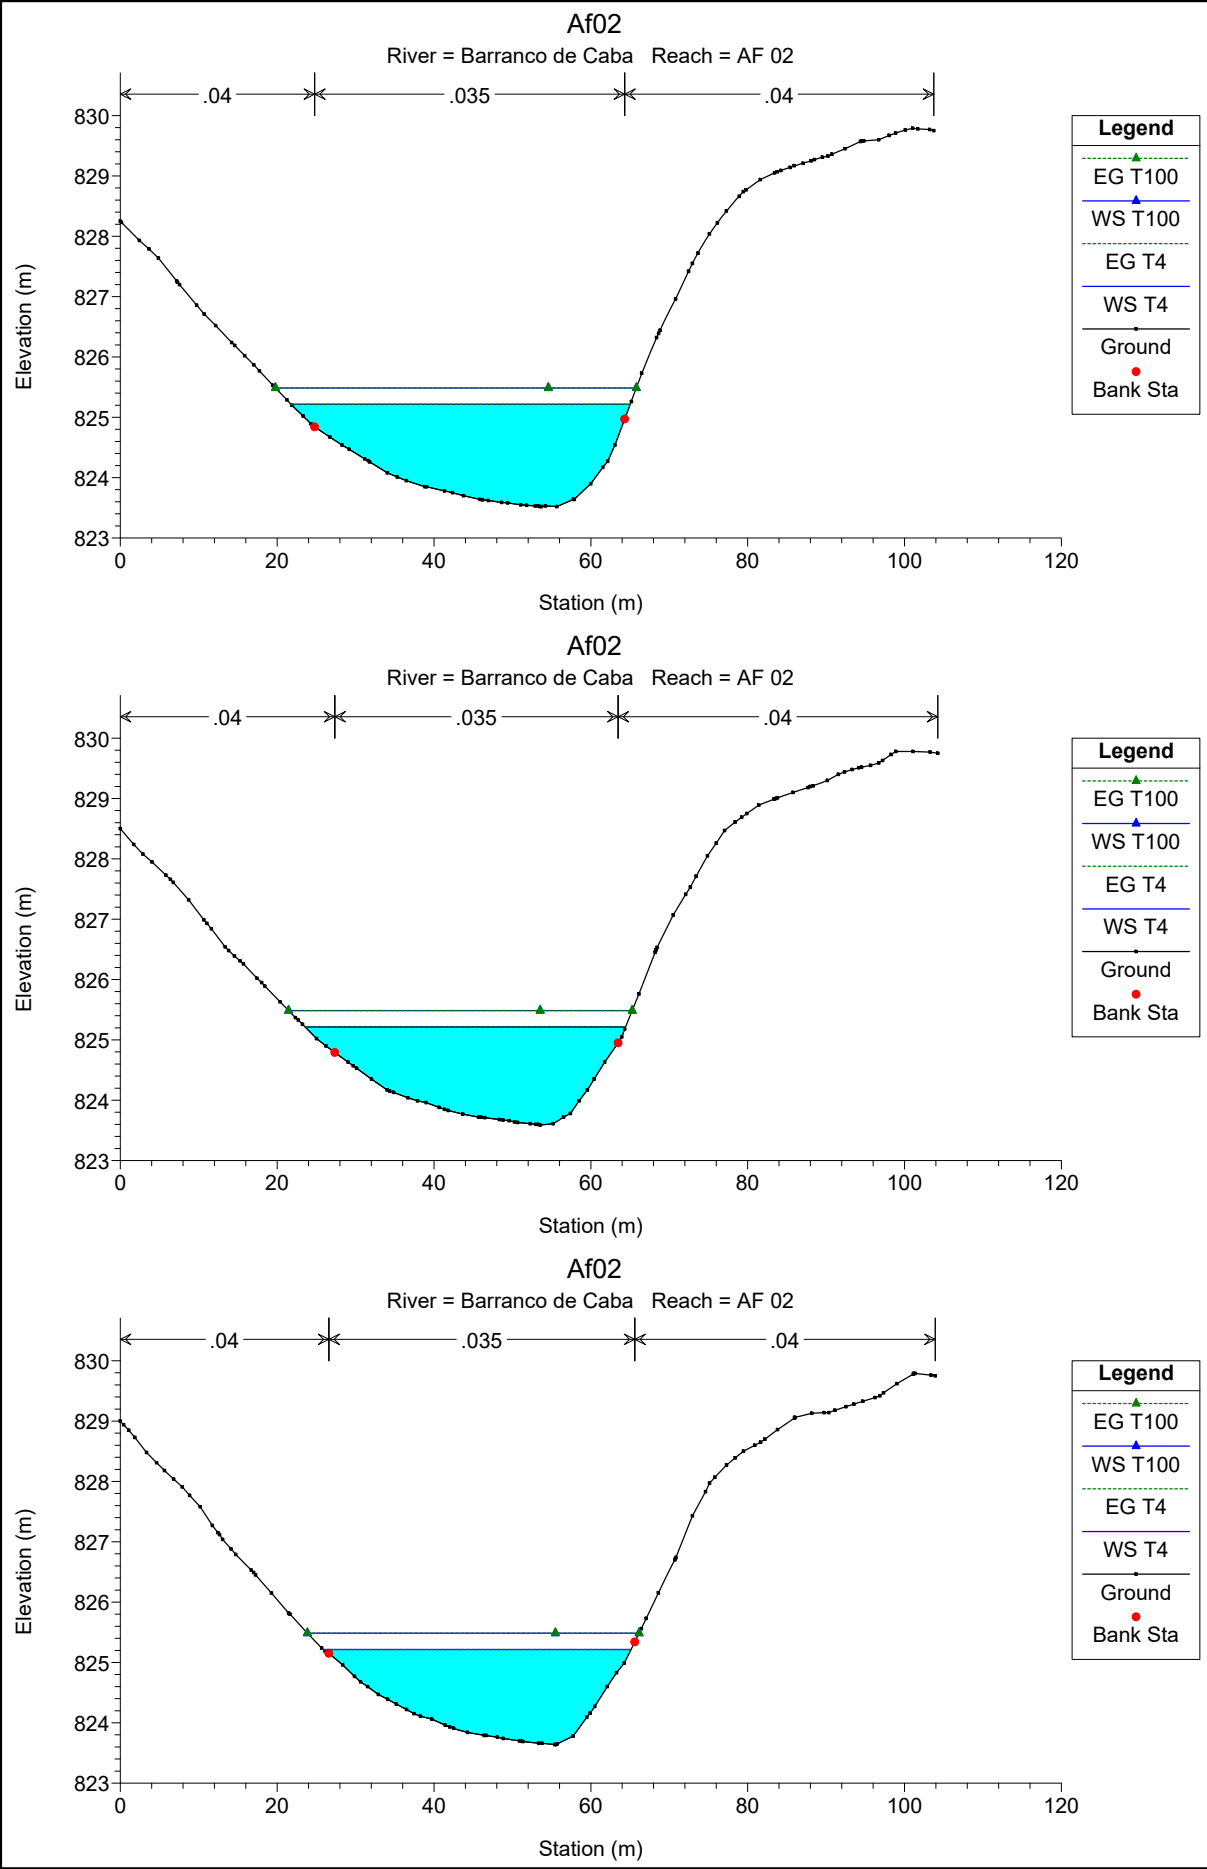 Af02
River = Barranco de Caba Reach = AF 02
.04 .035 .04
Legend
EG T100
WS T100
EG T4
WS T4
Ground
Bank Sta
830
829
828
827
826
825
824
823
Elevation (m)
0 20 40 60 80 100 120
Station (m)
Af02
River = Barranco de Caba Reach = AF 02
.04 .035 .04
Legend
EG T100
WS T100
EG T4
WS T4
Ground
Bank Sta
830
829
828
827
826
825
824
823
Elevation (m)
0 20 40 60 80 100 120
Station (m)
Af02
River = Barranco de Caba Reach = AF 02
.04 .035 .04
Legend
EG T100
WS T100
EG T4
WS T4
Ground
Bank Sta
830
829
828
827
826
825
824
823
Elevation (m)
0 20 40 60 80 100 120
Station (m)